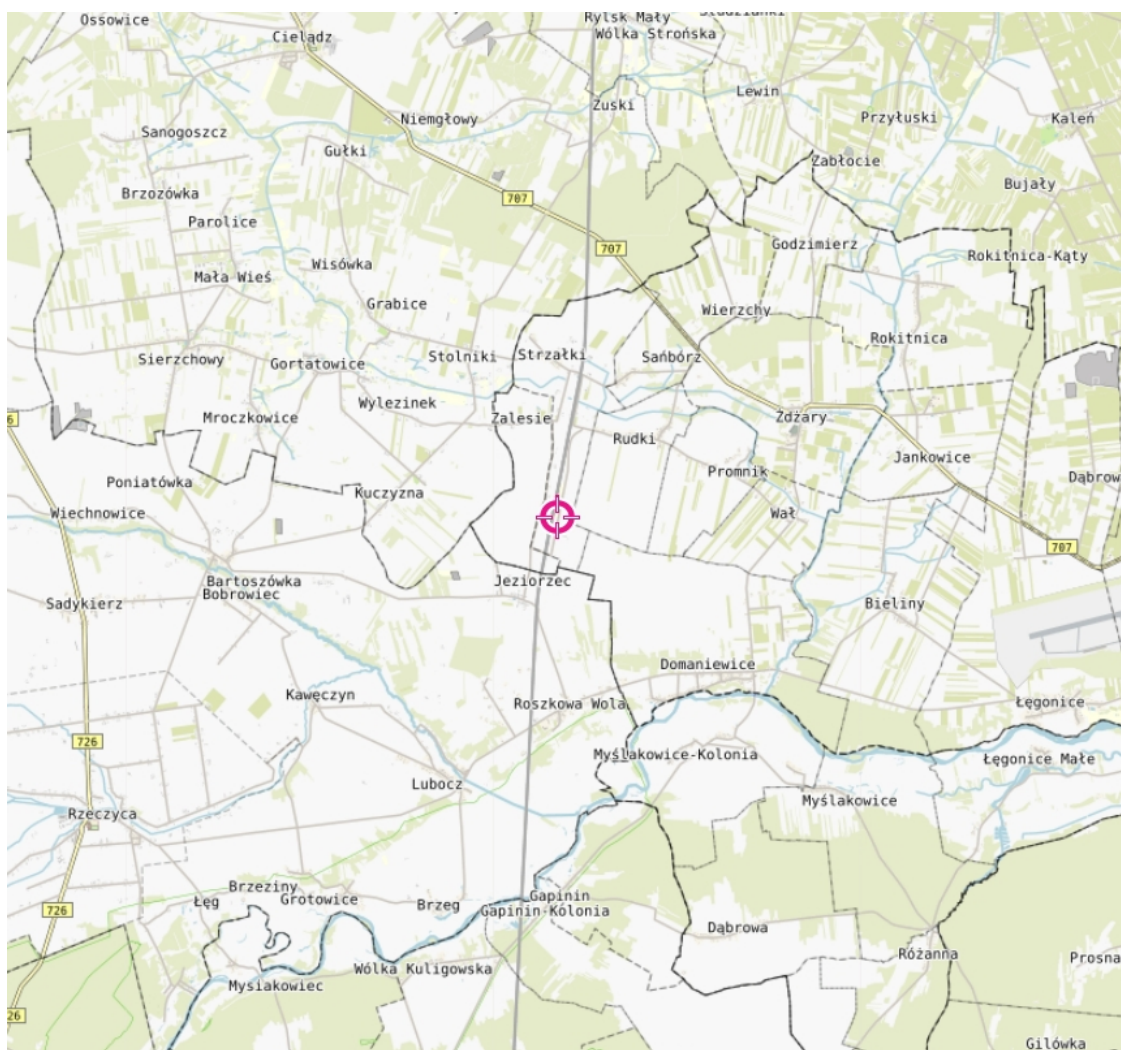 Rylsk Mały
Ossowice
Wólka Strońska
Cielądz
Lewin
Żuski
Przyłuski
Kaleń
Niemgłowy
Sanogoszcz
Gułki
Zabłocie
Bujały
Brzozówka
707
Parolice
Godzimierz
707
Rokitnica-Kąty
Wisówka
Mała Wieś
Grabice
Wierzchy
Rokitnica
Sierzchowy
Stolniki
Strzałki
Sańbórz
Gortatowice
Wylezinek
Mroczkowice
Zalesie
Żdżary
6
Rudki
Jankowice
Promnik
Poniatówka
Dąbrow
Kuczyzna
Wiechnowice
Wał
707
Bartoszówka
Jeziorzec
Bobrowiec
Sadykierz
Bieliny
Domaniewice
Kawęczyn
Roszkowa Wola
Łęgonice
726
Myślakowice-Kolonia
Łęgonice Małe
Lubocz
Myślakowice
Rzeczyca
Brzeziny
Gapinin
Łęg
Grotowice
Brzeg
726
Gapinin-Kolonia
Dąbrowa
Różanna
Prosna
Wólka Kuligowska
Mysiakowiec
26
Gilówka